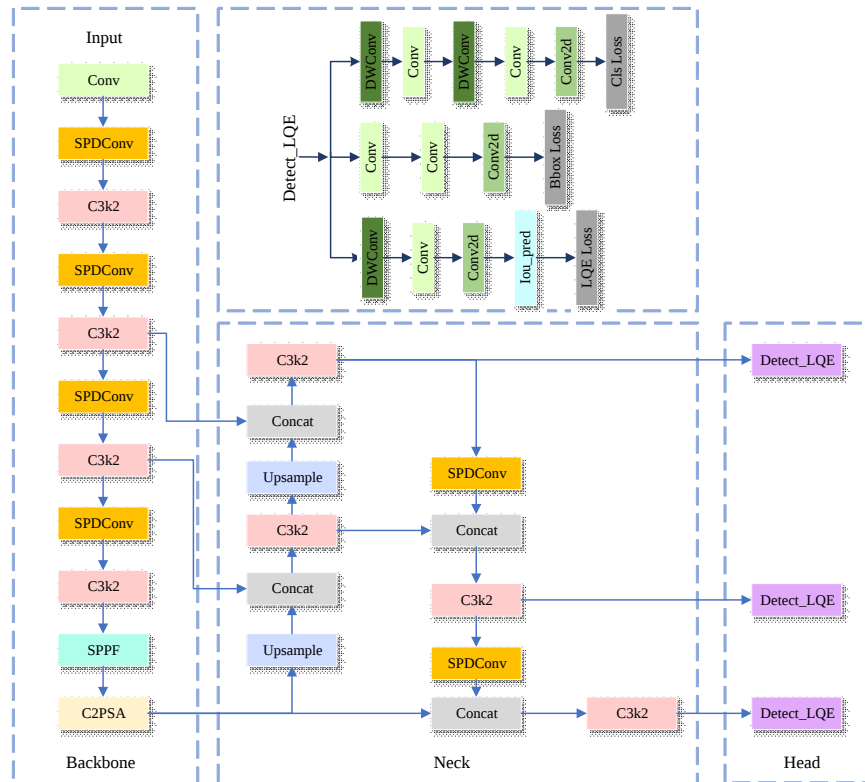 Input
Conv
SPDConv
C3k2
SPDConv
C3k2
SPDConv
C3k2
SPDConv
C3k2
SPPF
C2PSA
Backbone
Detect_LQE
DWConv
Conv
DWConv
Conv
Conv2d
Cls Loss
Conv
Conv
Conv2d
Bbox Loss
DWConv
Conv
Conv2d
Iou_pred
LQE Loss
C3k2
Concat
Upsample
C3k2
Concat
Upsample
SPDConv
Concat
C3k2
SPDConv
Concat
C3k2
Neck
Detect_LQE
Detect_LQE
Detect_LQE
Head